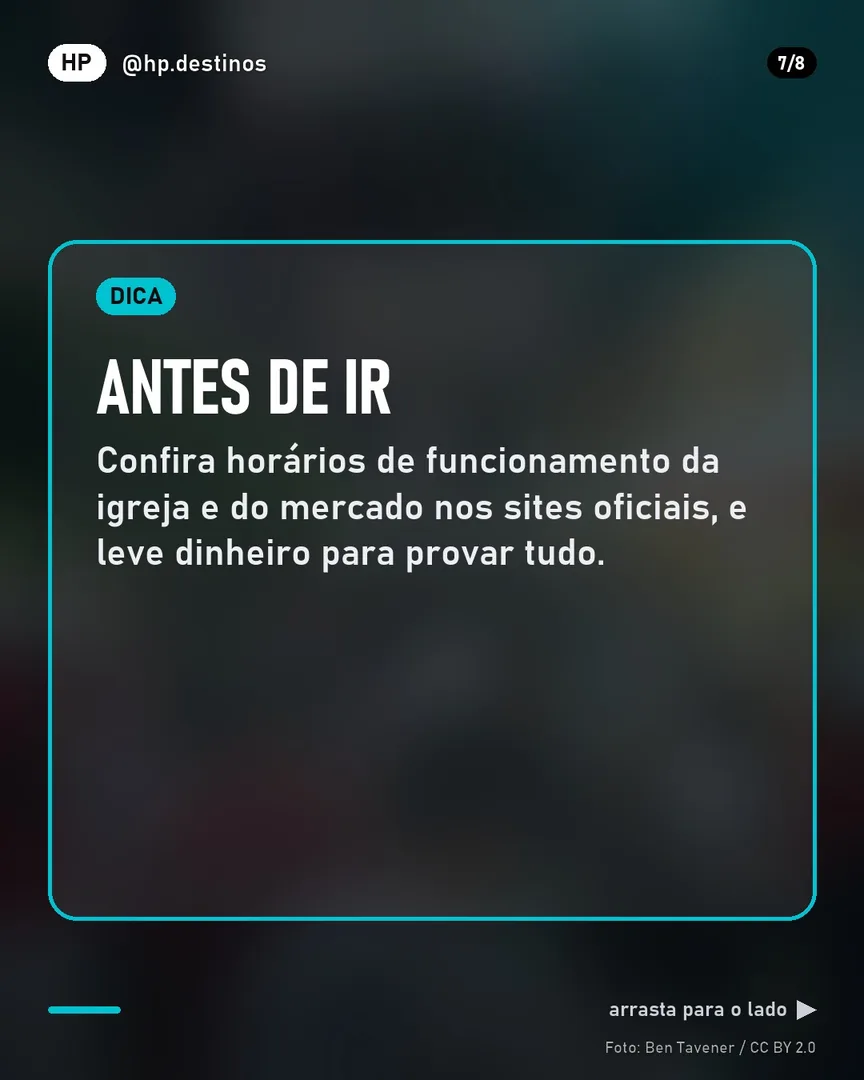 HP @hp.destinos 7/8
DICA
ANTES DE IR
Confira horários de funcionamento da
igreja e do mercado nos sites oficiais, e
leve dinheiro para provar tudo.
arrasta para o lado ▶
Foto: Ben Tavener / CC BY 2.0